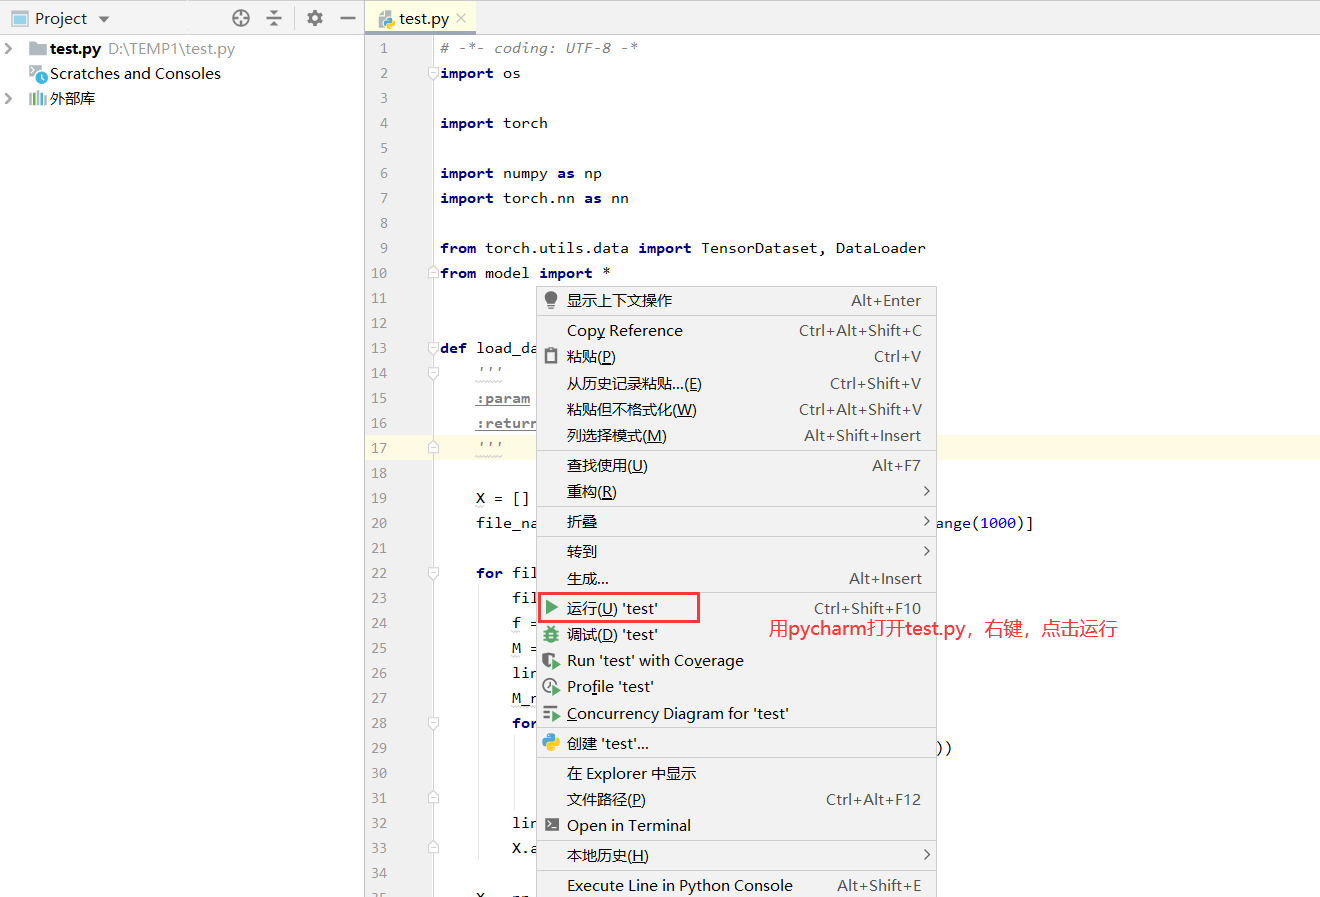 Project
test.py
test.py D:\TEMP1\test.py
Scratches and Consoles
外部库
1 # -*- coding: UTF-8 -*
2 import os
3
4 import torch
5
6 import numpy as np
7 import torch.nn as nn
8
9 from torch.utils.data import TensorDataset, DataLoader
10 from model import *
11
12
13 def load_da
14 '''
15 :param
16 :return
17 '''
18
19 X = []
20 file_na ange(1000)]
21
22 for fil
23 fil
24 f =
25 M =
26 lin
27 M_r
28 for
29 ))
30
31
32 lin
33 X.a
34
显示上下文操作 Alt+Enter
Copy Reference Ctrl+Alt+Shift+C
粘贴(P) Ctrl+V
从历史记录粘贴...(E) Ctrl+Shift+V
粘贴但不格式化(W) Ctrl+Alt+Shift+V
列选择模式(M) Alt+Shift+Insert
查找使用(U) Alt+F7
重构(R)
折叠
转到
生成... Alt+Insert
运行(U) 'test' Ctrl+Shift+F10
用pycharm打开test.py，右键，点击运行
调试(D) 'test'
Run 'test' with Coverage
Profile 'test'
Concurrency Diagram for 'test'
创建 'test'...
在 Explorer 中显示
文件路径(P) Ctrl+Alt+F12
Open in Terminal
本地历史(H)
Execute Line in Python Console Alt+Shift+E